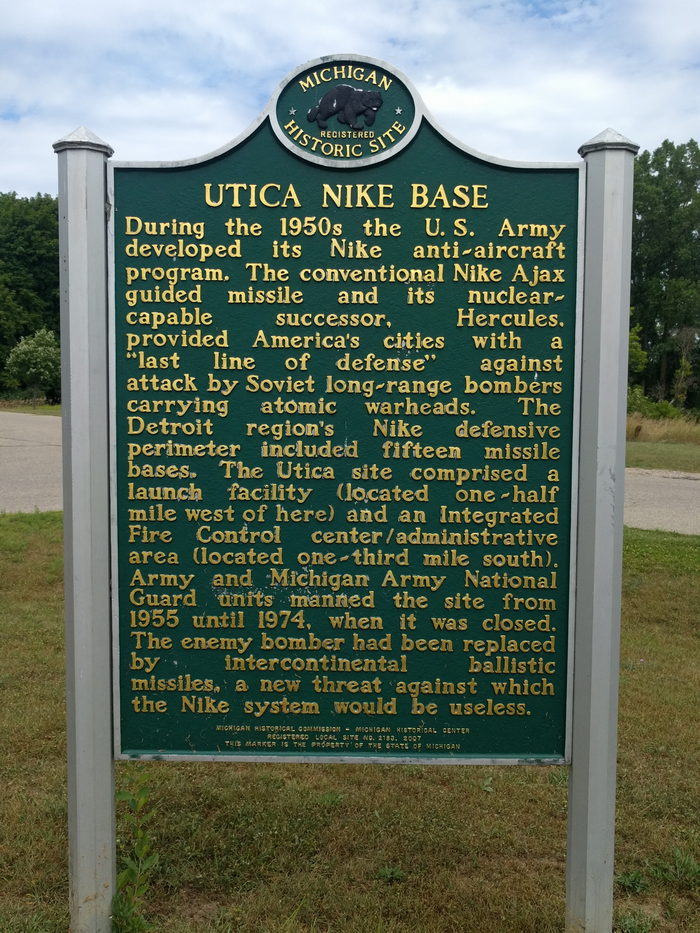 MICHIGAN
REGISTERED
HISTORIC SITE
UTICA NIKE BASE
During the 1950s the U. S. Army
developed its Nike anti-aircraft
program. The conventional Nike Ajax
guided missile and its nuclear-
capable successor, Hercules,
provided America's cities with a
"last line of defense" against
attack by Soviet long-range bombers
carrying atomic warheads. The
Detroit region's Nike defensive
perimeter included fifteen missile
bases. The Utica site comprised a
launch facility (located one-half
mile west of here) and an Integrated
Fire Control center/administrative
area (located one-third mile south).
Army and Michigan Army National
Guard units manned the site from
1955 until 1974, when it was closed.
The enemy bomber had been replaced
by intercontinental ballistic
missiles, a new threat against which
the Nike system would be useless.
MICHIGAN HISTORICAL COMMISSION - MICHIGAN HISTORICAL CENTER
REGISTERED LOCAL SITE NO. 2183, 2007
THIS MARKER IS THE PROPERTY OF THE STATE OF MICHIGAN